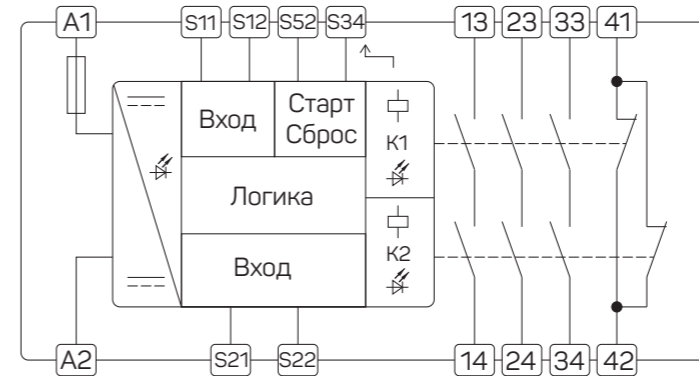 A1 S11 S12 S52 S34 13 23 33 41
Вход
Старт
Сброс
K1
Логика
Вход
K2
A2 S21 S22 14 24 34 42